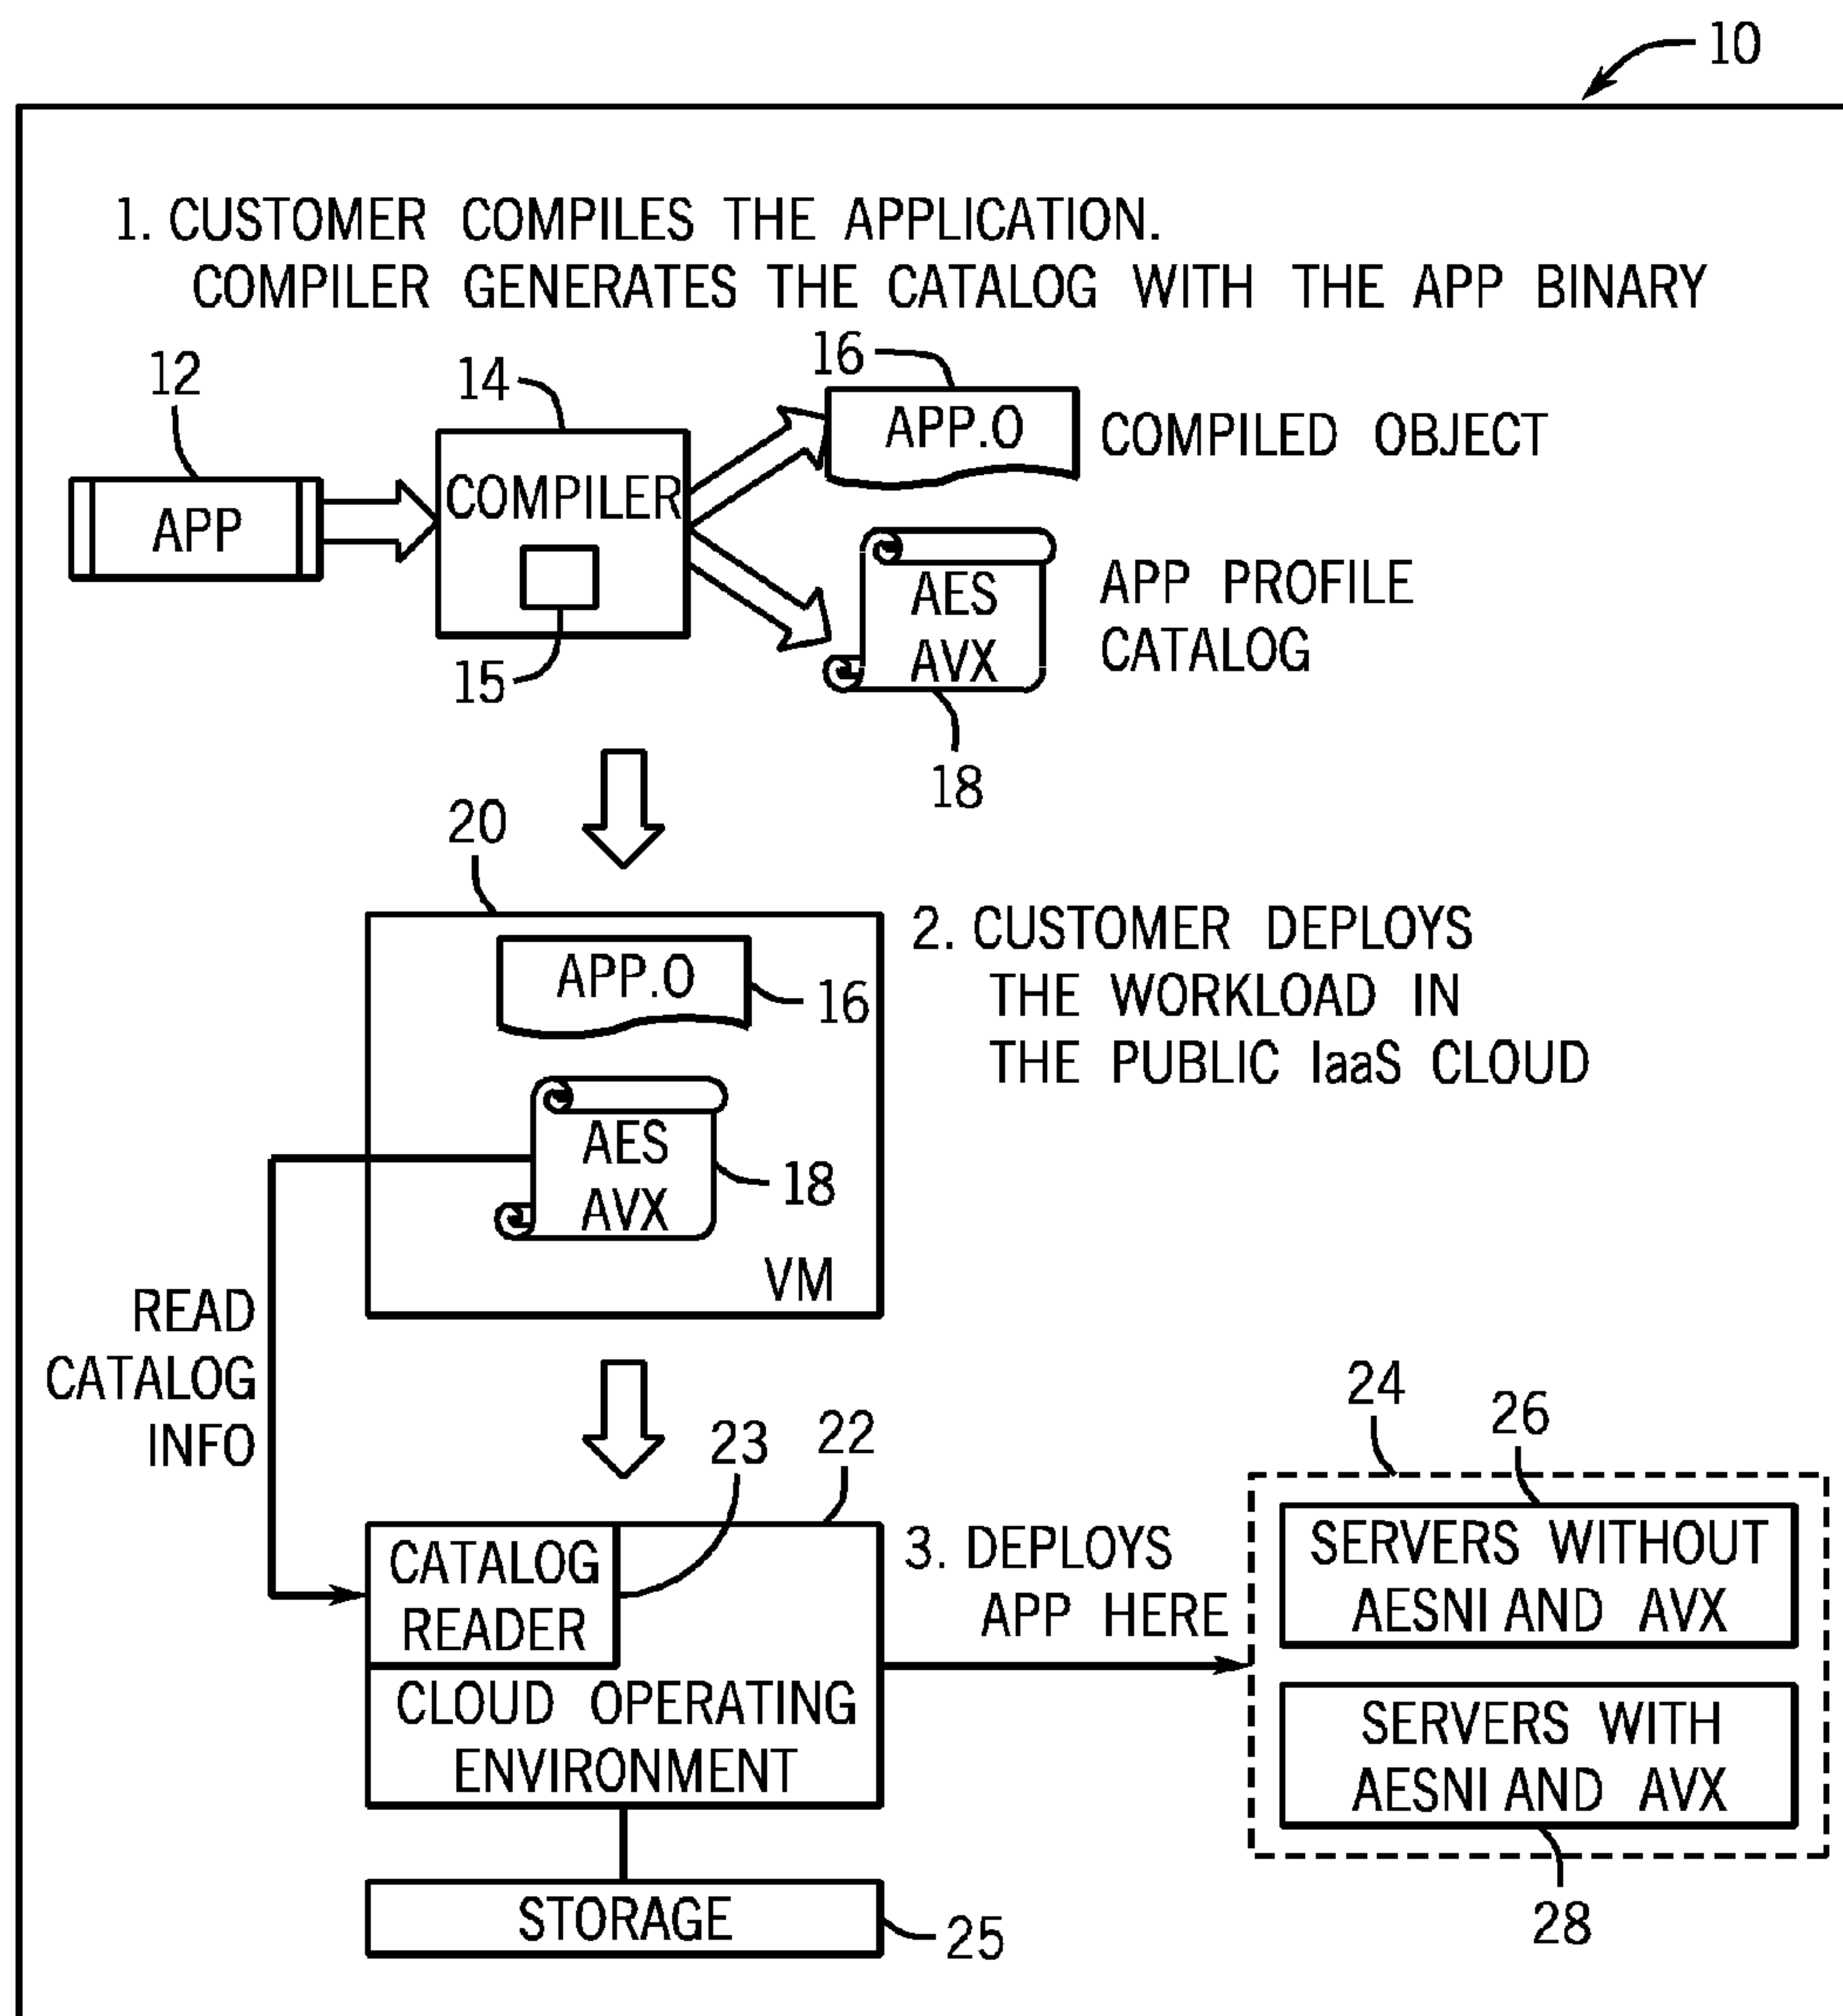 10
1. CUSTOMER COMPILES THE APPLICATION.
COMPILER GENERATES THE CATALOG WITH THE APP BINARY
12
14
16
APP
COMPILER
15
APP.O
COMPILED OBJECT
AES
AVX
APP PROFILE
CATALOG
18
20
APP.O
16
AES
AVX
18
VM
2. CUSTOMER DEPLOYS
THE WORKLOAD IN
THE PUBLIC IaaS CLOUD
READ
CATALOG
INFO
23
22
CATALOG
READER
CLOUD OPERATING
ENVIRONMENT
3. DEPLOYS
APP HERE
24
26
SERVERS WITHOUT
AESNI AND AVX
SERVERS WITH
AESNI AND AVX
28
STORAGE
25